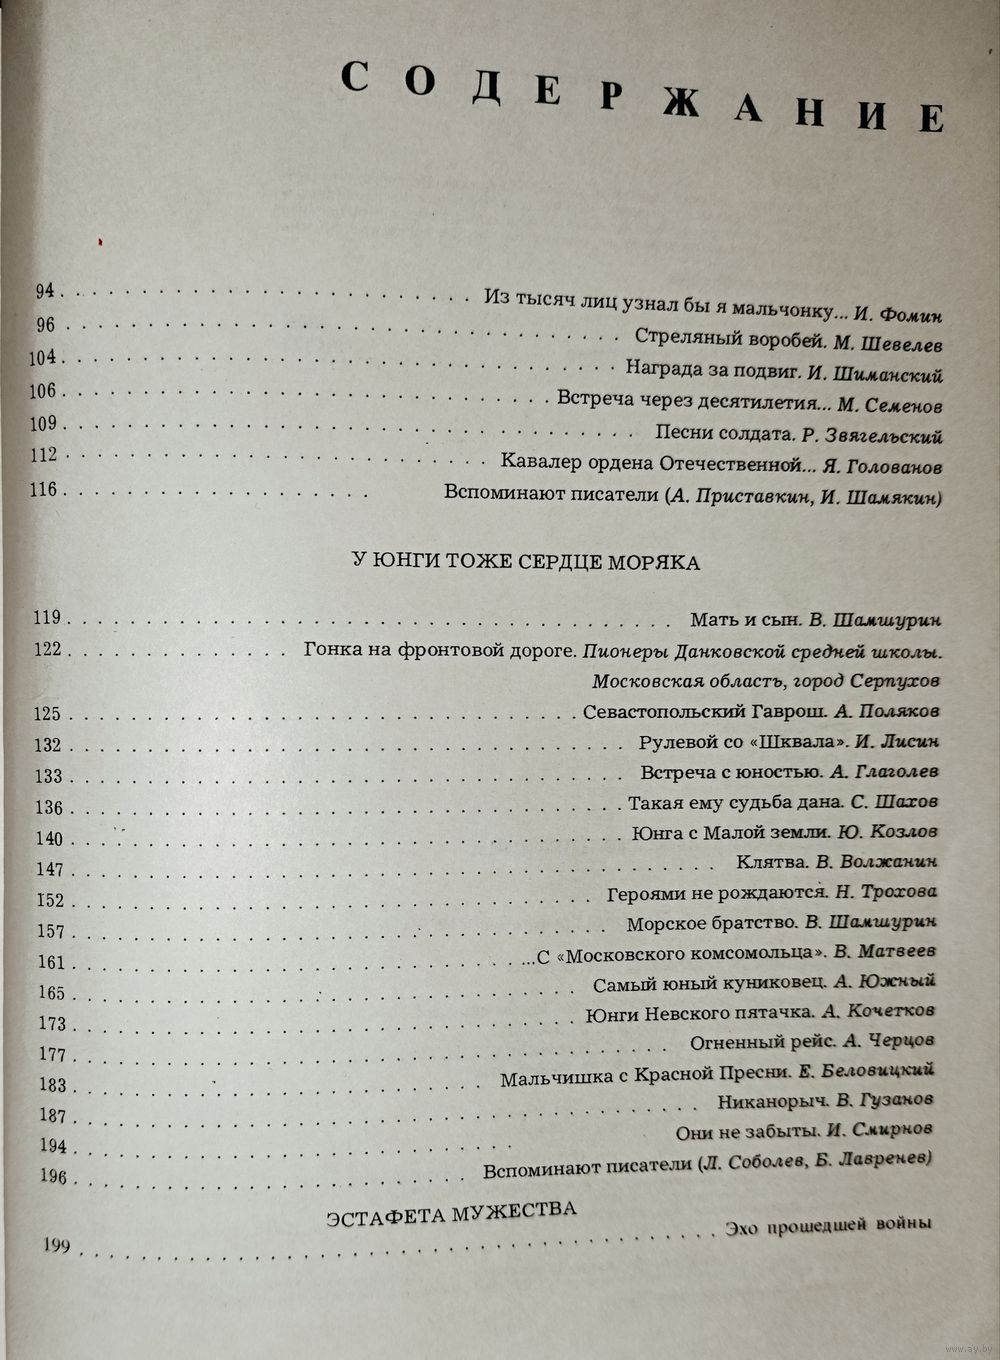 СОДЕРЖАНИЕ
94 . . . . . . . . . . . . . . . . . . . . . . . . . Из тысяч лиц узнал бы я мальчонку... И. Фомин
96 . . . . . . . . . . . . . . . . . . . . . . . . . Стреляный воробей. М. Шевелев
104 . . . . . . . . . . . . . . . . . . . . . . . . . Награда за подвиг. И. Шиманский
106 . . . . . . . . . . . . . . . . . . . . . . . . . Встреча через десятилетия... М. Семенов
109 . . . . . . . . . . . . . . . . . . . . . . . . . Песни солдата. Р. Звягельский
112 . . . . . . . . . . . . . . . . . . . . . . . . . Кавалер ордена Отечественной... Я. Голованов
116 . . . . . . . . . . . . . . . . . . . . Вспоминают писатели (А. Приставкин, И. Шамякин)
У ЮНГИ ТОЖЕ СЕРДЦЕ МОРЯКА
119 . . . . . . . . . . . . . . . . . . . . . . . . . Мать и сын. В. Шамшурин
122 . . . . . . . . . . . . Гонка на фронтовой дороге. Пионеры Данковской средней школы.
Московская область, город Серпухов
125 . . . . . . . . . . . . . . . . . . . . . . . . . Севастопольский Гаврош. А. Поляков
132 . . . . . . . . . . . . . . . . . . . . . . . . . Рулевой со «Шквала». И. Лисин
133 . . . . . . . . . . . . . . . . . . . . . . . . . Встреча с юностью. А. Глаголев
136 . . . . . . . . . . . . . . . . . . . . . . . . . Такая ему судьба дана. С. Шахов
140 . . . . . . . . . . . . . . . . . . . . . . . . . Юнга с Малой земли. Ю. Козлов
147 . . . . . . . . . . . . . . . . . . . . . . . . . Клятва. В. Волжанин
152 . . . . . . . . . . . . . . . . . . . . . . . . . Героями не рождаются. Н. Трохова
157 . . . . . . . . . . . . . . . . . . . . . . . . . Морское братство. В. Шамшурин
161 . . . . . . . . . . . . . . . . . . . . . . . . . ...С «Московского комсомольца». В. Матвеев
165 . . . . . . . . . . . . . . . . . . . . . . . . . Самый юный куниковец. А. Южный
173 . . . . . . . . . . . . . . . . . . . . . . . . . Юнги Невского пятачка. А. Кочетков
177 . . . . . . . . . . . . . . . . . . . . . . . . . Огненный рейс. А. Черцов
183 . . . . . . . . . . . . . . . . . . . . . . . . . Мальчишка с Красной Пресни. Е. Беловицкий
187 . . . . . . . . . . . . . . . . . . . . . . . . . Никанорыч. В. Гузанов
194 . . . . . . . . . . . . . . . . . . . . . . . . . Они не забыты. И. Смирнов
196 . . . . . . . . . . . . . . . . . . . . Вспоминают писатели (Л. Соболев, Б. Лавренев)
ЭСТАФЕТА МУЖЕСТВА
199 . . . . . . . . . . . . . . . . . . . . . . . . . Эхо прошедшей войны
www.ay.by